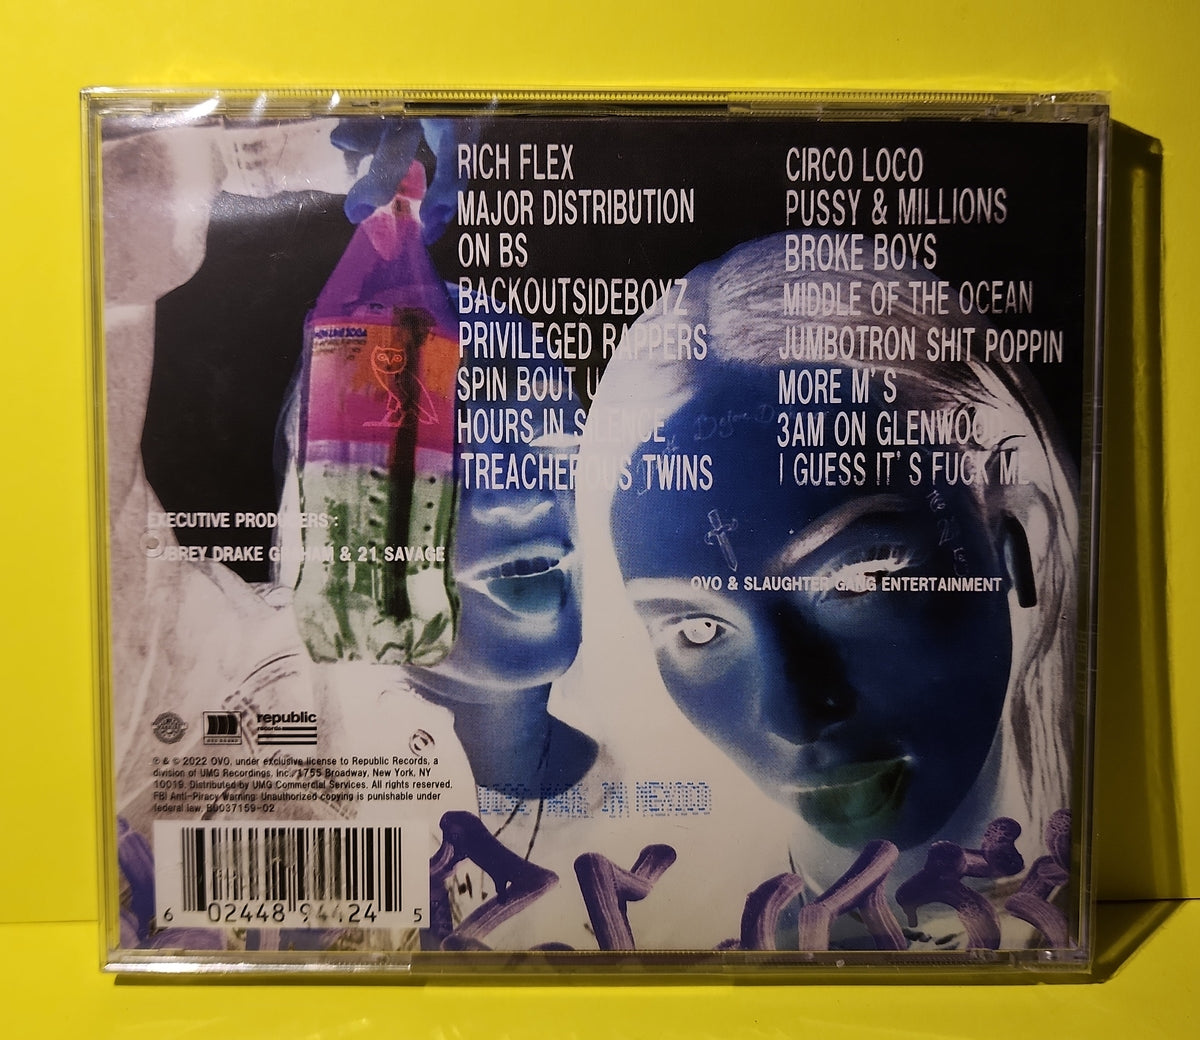 RICH FLEX
MAJOR DISTRIBUTION
ON BS
BACKOUTSIDEBOYZ
PRIVILEGED RAPPERS
SPIN BOUT U
HOURS IN SILENCE
TREACHEROUS TWINS
CIRCO LOCO
PUSSY & MILLIONS
BROKE BOYS
MIDDLE OF THE OCEAN
JUMBOTRON SHIT POPPIN
MORE M'S
3AM ON GLENWOOD
I GUESS IT'S FUCK ME
EXECUTIVE PRODUCERS:
AUBREY DRAKE GRAHAM & 21 SAVAGE
OVO & SLAUGHTER GANG ENTERTAINMENT
republic
records
℗ & © 2022 OVO, under exclusive license to Republic Records, a
division of UMG Recordings, Inc., 1755 Broadway, New York, NY
10019. Distributed by UMG Commercial Services. All rights reserved.
FBI Anti-Piracy Warning: Unauthorized copying is punishable under
federal law. B0037159-02
DISC MADE IN MEXICO
6 02448 94424 5